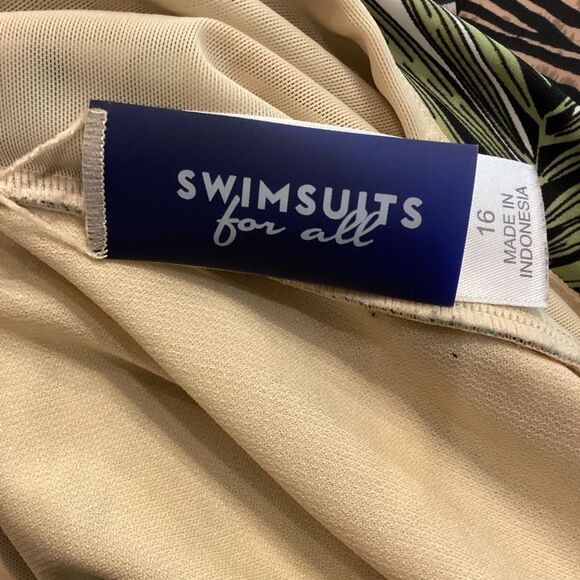 SWIMSUITS
for all
16
MADE IN
INDONESIA